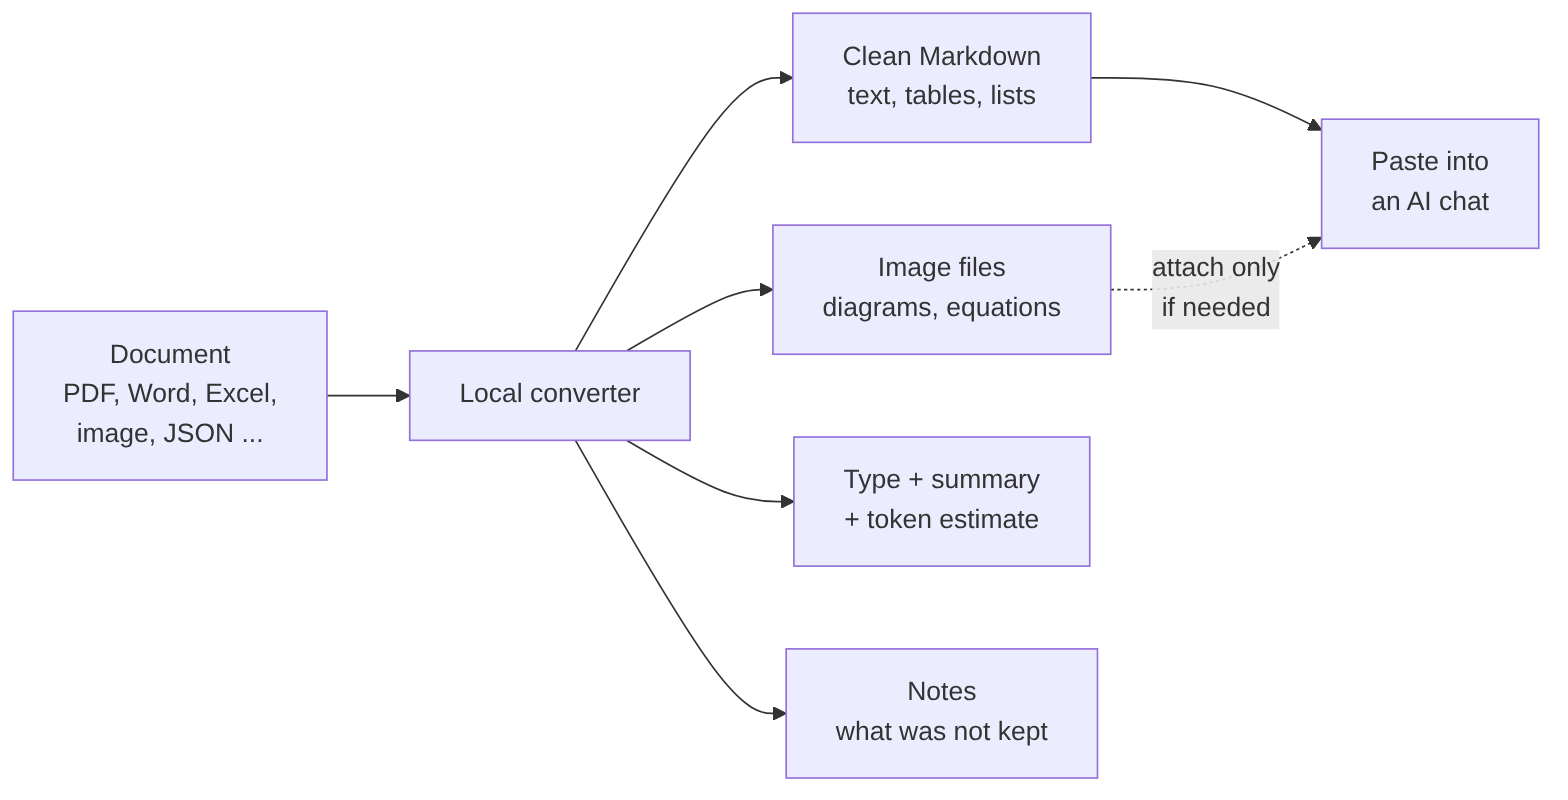 Document
PDF, Word, Excel,
image, JSON ...
Local converter
Clean Markdown
text, tables, lists
Image files
diagrams, equations
Type + summary
+ token estimate
Notes
what was not kept
attach only
if needed
Paste into
an AI chat